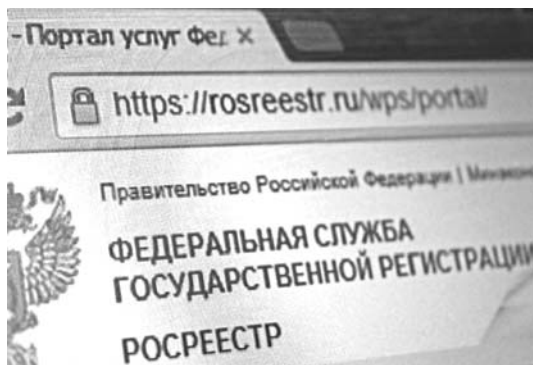 - Портал услуг Фед ×
https://rosreestr.ru/wps/portal/
Правительство Российской Федерации |
ФЕДЕРАЛЬНАЯ СЛУЖБА
ГОСУДАРСТВЕННОЙ РЕГИСТРАЦИИ
РОСРЕЕСТР